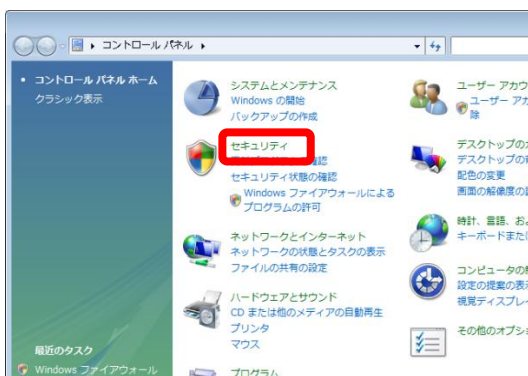 コントロール パネル
コントロール パネル ホーム
クラシック表示
システムとメンテナンス
Windows の開始
バックアップの作成
セキュリティ
確認
セキュリティ状態の確認
Windows ファイアウォールによる
プログラムの許可
ネットワークとインターネット
ネットワークの状態とタスクの表示
ファイルの共有の設定
ハードウェアとサウンド
CD または他のメディアの自動再生
プリンタ
マウス
プログラム
ユーザー アカウ
ユーザー アカ
除
デスクトップの
デスクトップの
配色の変更
画面の解像度の
時計、言語、およ
キーボードまた
コンピュータの
設定の提案の表
視覚ディスプレ
その他のオプシ
最近のタスク
Windows ファイアウォール